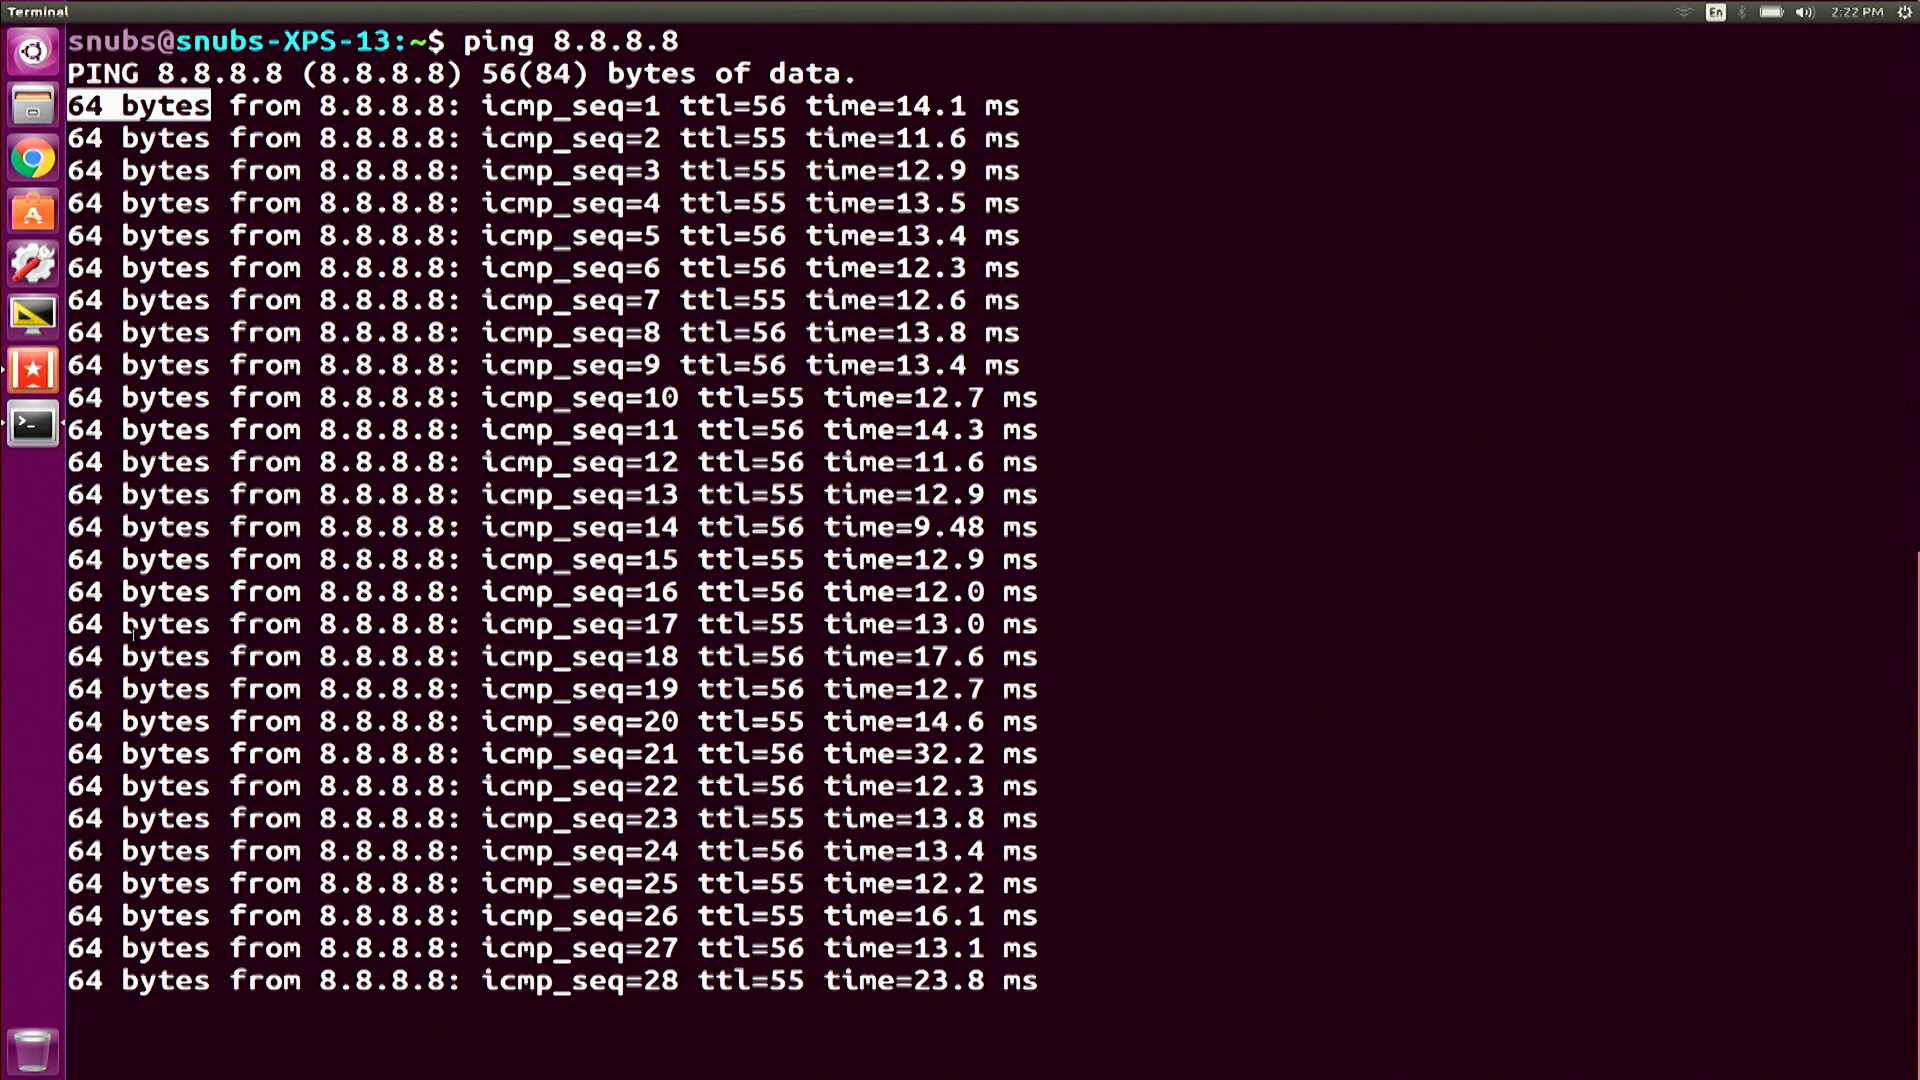 Terminal
En
2:22 PM
snubs@snubs-XPS-13:~$ ping 8.8.8.8
PING 8.8.8.8 (8.8.8.8) 56(84) bytes of data.
64 bytes from 8.8.8.8: icmp_seq=1 ttl=56 time=14.1 ms
64 bytes from 8.8.8.8: icmp_seq=2 ttl=55 time=11.6 ms
64 bytes from 8.8.8.8: icmp_seq=3 ttl=55 time=12.9 ms
64 bytes from 8.8.8.8: icmp_seq=4 ttl=55 time=13.5 ms
64 bytes from 8.8.8.8: icmp_seq=5 ttl=56 time=13.4 ms
64 bytes from 8.8.8.8: icmp_seq=6 ttl=56 time=12.3 ms
64 bytes from 8.8.8.8: icmp_seq=7 ttl=55 time=12.6 ms
64 bytes from 8.8.8.8: icmp_seq=8 ttl=56 time=13.8 ms
64 bytes from 8.8.8.8: icmp_seq=9 ttl=56 time=13.4 ms
64 bytes from 8.8.8.8: icmp_seq=10 ttl=55 time=12.7 ms
64 bytes from 8.8.8.8: icmp_seq=11 ttl=56 time=14.3 ms
64 bytes from 8.8.8.8: icmp_seq=12 ttl=56 time=11.6 ms
64 bytes from 8.8.8.8: icmp_seq=13 ttl=55 time=12.9 ms
64 bytes from 8.8.8.8: icmp_seq=14 ttl=56 time=9.48 ms
64 bytes from 8.8.8.8: icmp_seq=15 ttl=55 time=12.9 ms
64 bytes from 8.8.8.8: icmp_seq=16 ttl=56 time=12.0 ms
64 bytes from 8.8.8.8: icmp_seq=17 ttl=55 time=13.0 ms
64 bytes from 8.8.8.8: icmp_seq=18 ttl=56 time=17.6 ms
64 bytes from 8.8.8.8: icmp_seq=19 ttl=56 time=12.7 ms
64 bytes from 8.8.8.8: icmp_seq=20 ttl=55 time=14.6 ms
64 bytes from 8.8.8.8: icmp_seq=21 ttl=56 time=32.2 ms
64 bytes from 8.8.8.8: icmp_seq=22 ttl=56 time=12.3 ms
64 bytes from 8.8.8.8: icmp_seq=23 ttl=55 time=13.8 ms
64 bytes from 8.8.8.8: icmp_seq=24 ttl=56 time=13.4 ms
64 bytes from 8.8.8.8: icmp_seq=25 ttl=55 time=12.2 ms
64 bytes from 8.8.8.8: icmp_seq=26 ttl=55 time=16.1 ms
64 bytes from 8.8.8.8: icmp_seq=27 ttl=56 time=13.1 ms
64 bytes from 8.8.8.8: icmp_seq=28 ttl=55 time=23.8 ms